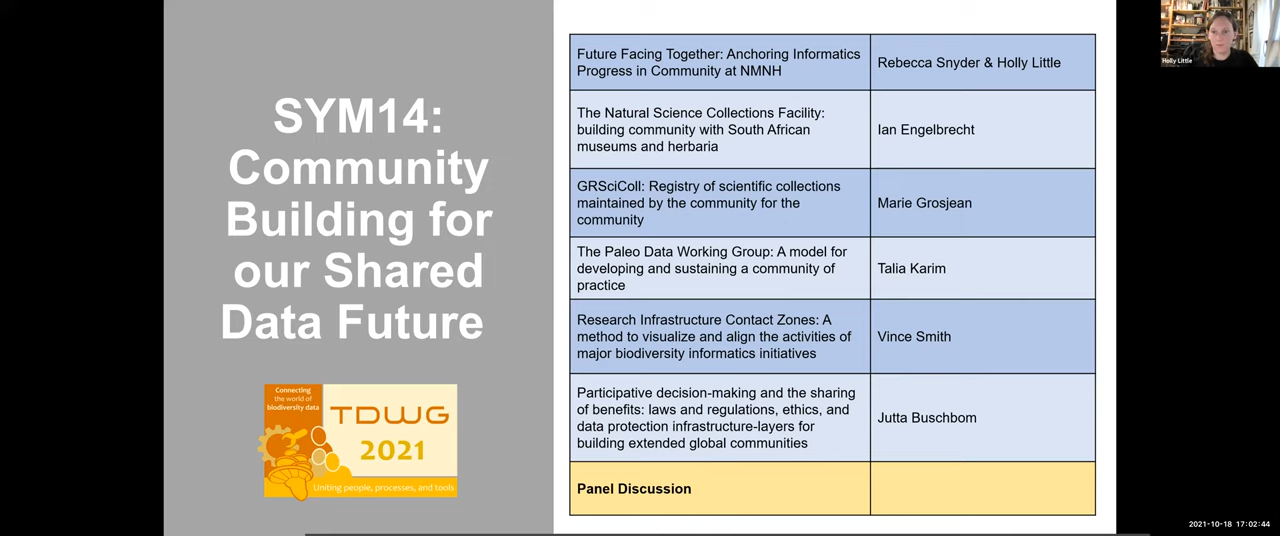 SYM14:
Community
Building for
our Shared
Data Future
Connecting
the world of
biodiversity data
TDWG
2021
Uniting people, processes, and tools
Future Facing Together: Anchoring Informatics
Progress in Community at NMNH
Rebecca Snyder & Holly Little
The Natural Science Collections Facility:
building community with South African
museums and herbaria
Ian Engelbrecht
GRSciColl: Registry of scientific collections
maintained by the community for the
community
Marie Grosjean
The Paleo Data Working Group: A model for
developing and sustaining a community of
practice
Talia Karim
Research Infrastructure Contact Zones: A
method to visualize and align the activities of
major biodiversity informatics initiatives
Vince Smith
Participative decision-making and the sharing
of benefits: laws and regulations, ethics, and
data protection infrastructure-layers for
building extended global communities
Jutta Buschbom
Panel Discussion
Holly Little
2021-10-18 17:02:44